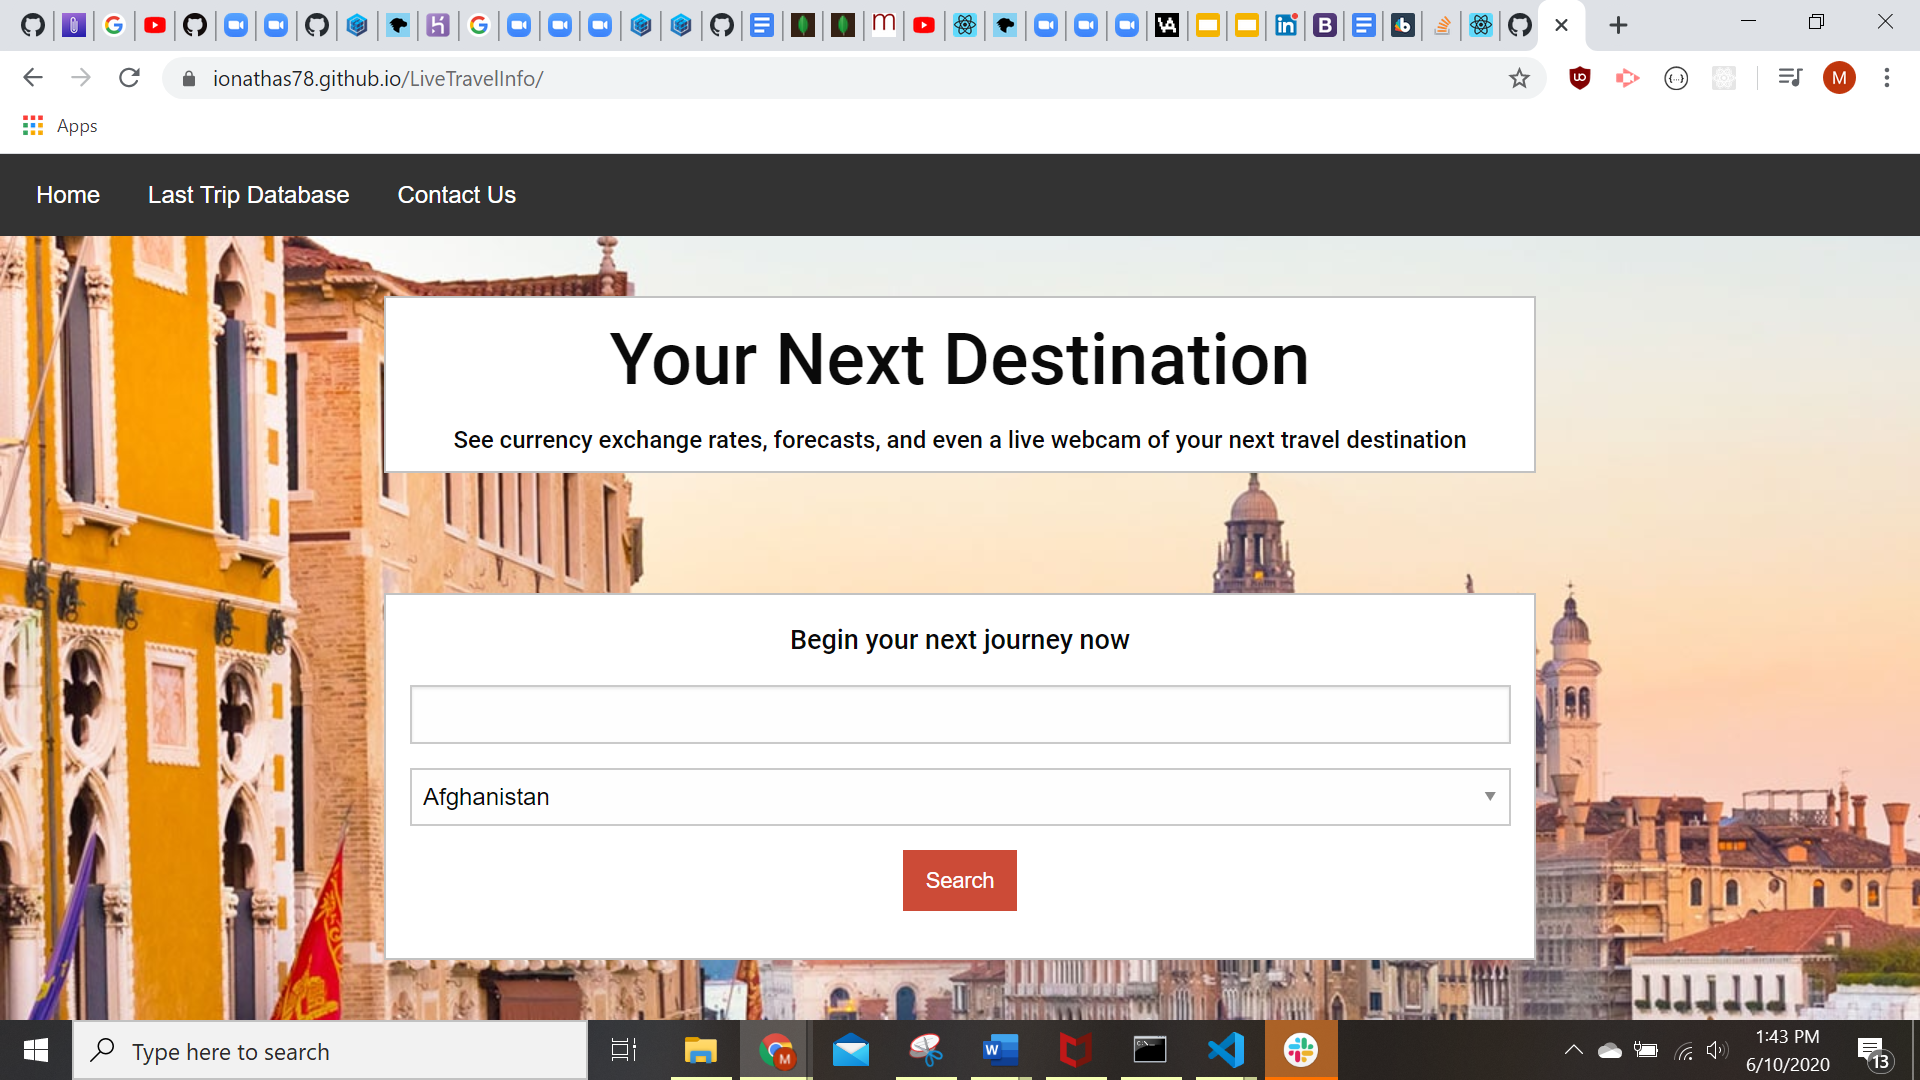 ionathas78.github.io/LiveTravelInfo/
M
Apps
Home
Last Trip Database
Contact Us
Your Next Destination
See currency exchange rates, forecasts, and even a live webcam of your next travel destination
Begin your next journey now
Afghanistan
Search
Type here to search
1:43 PM
6/10/2020
13